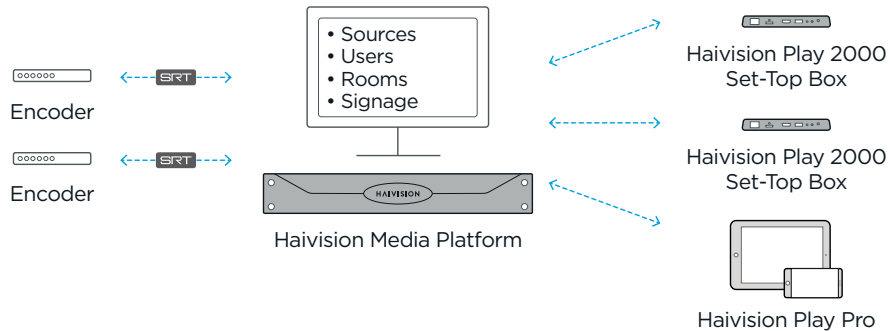 SRT
Encoder
SRT
Encoder
• Sources
• Users
• Rooms
• Signage
HAIVISION
Haivision Media Platform
Haivision Play 2000
Set-Top Box
Haivision Play 2000
Set-Top Box
Haivision Play Pro